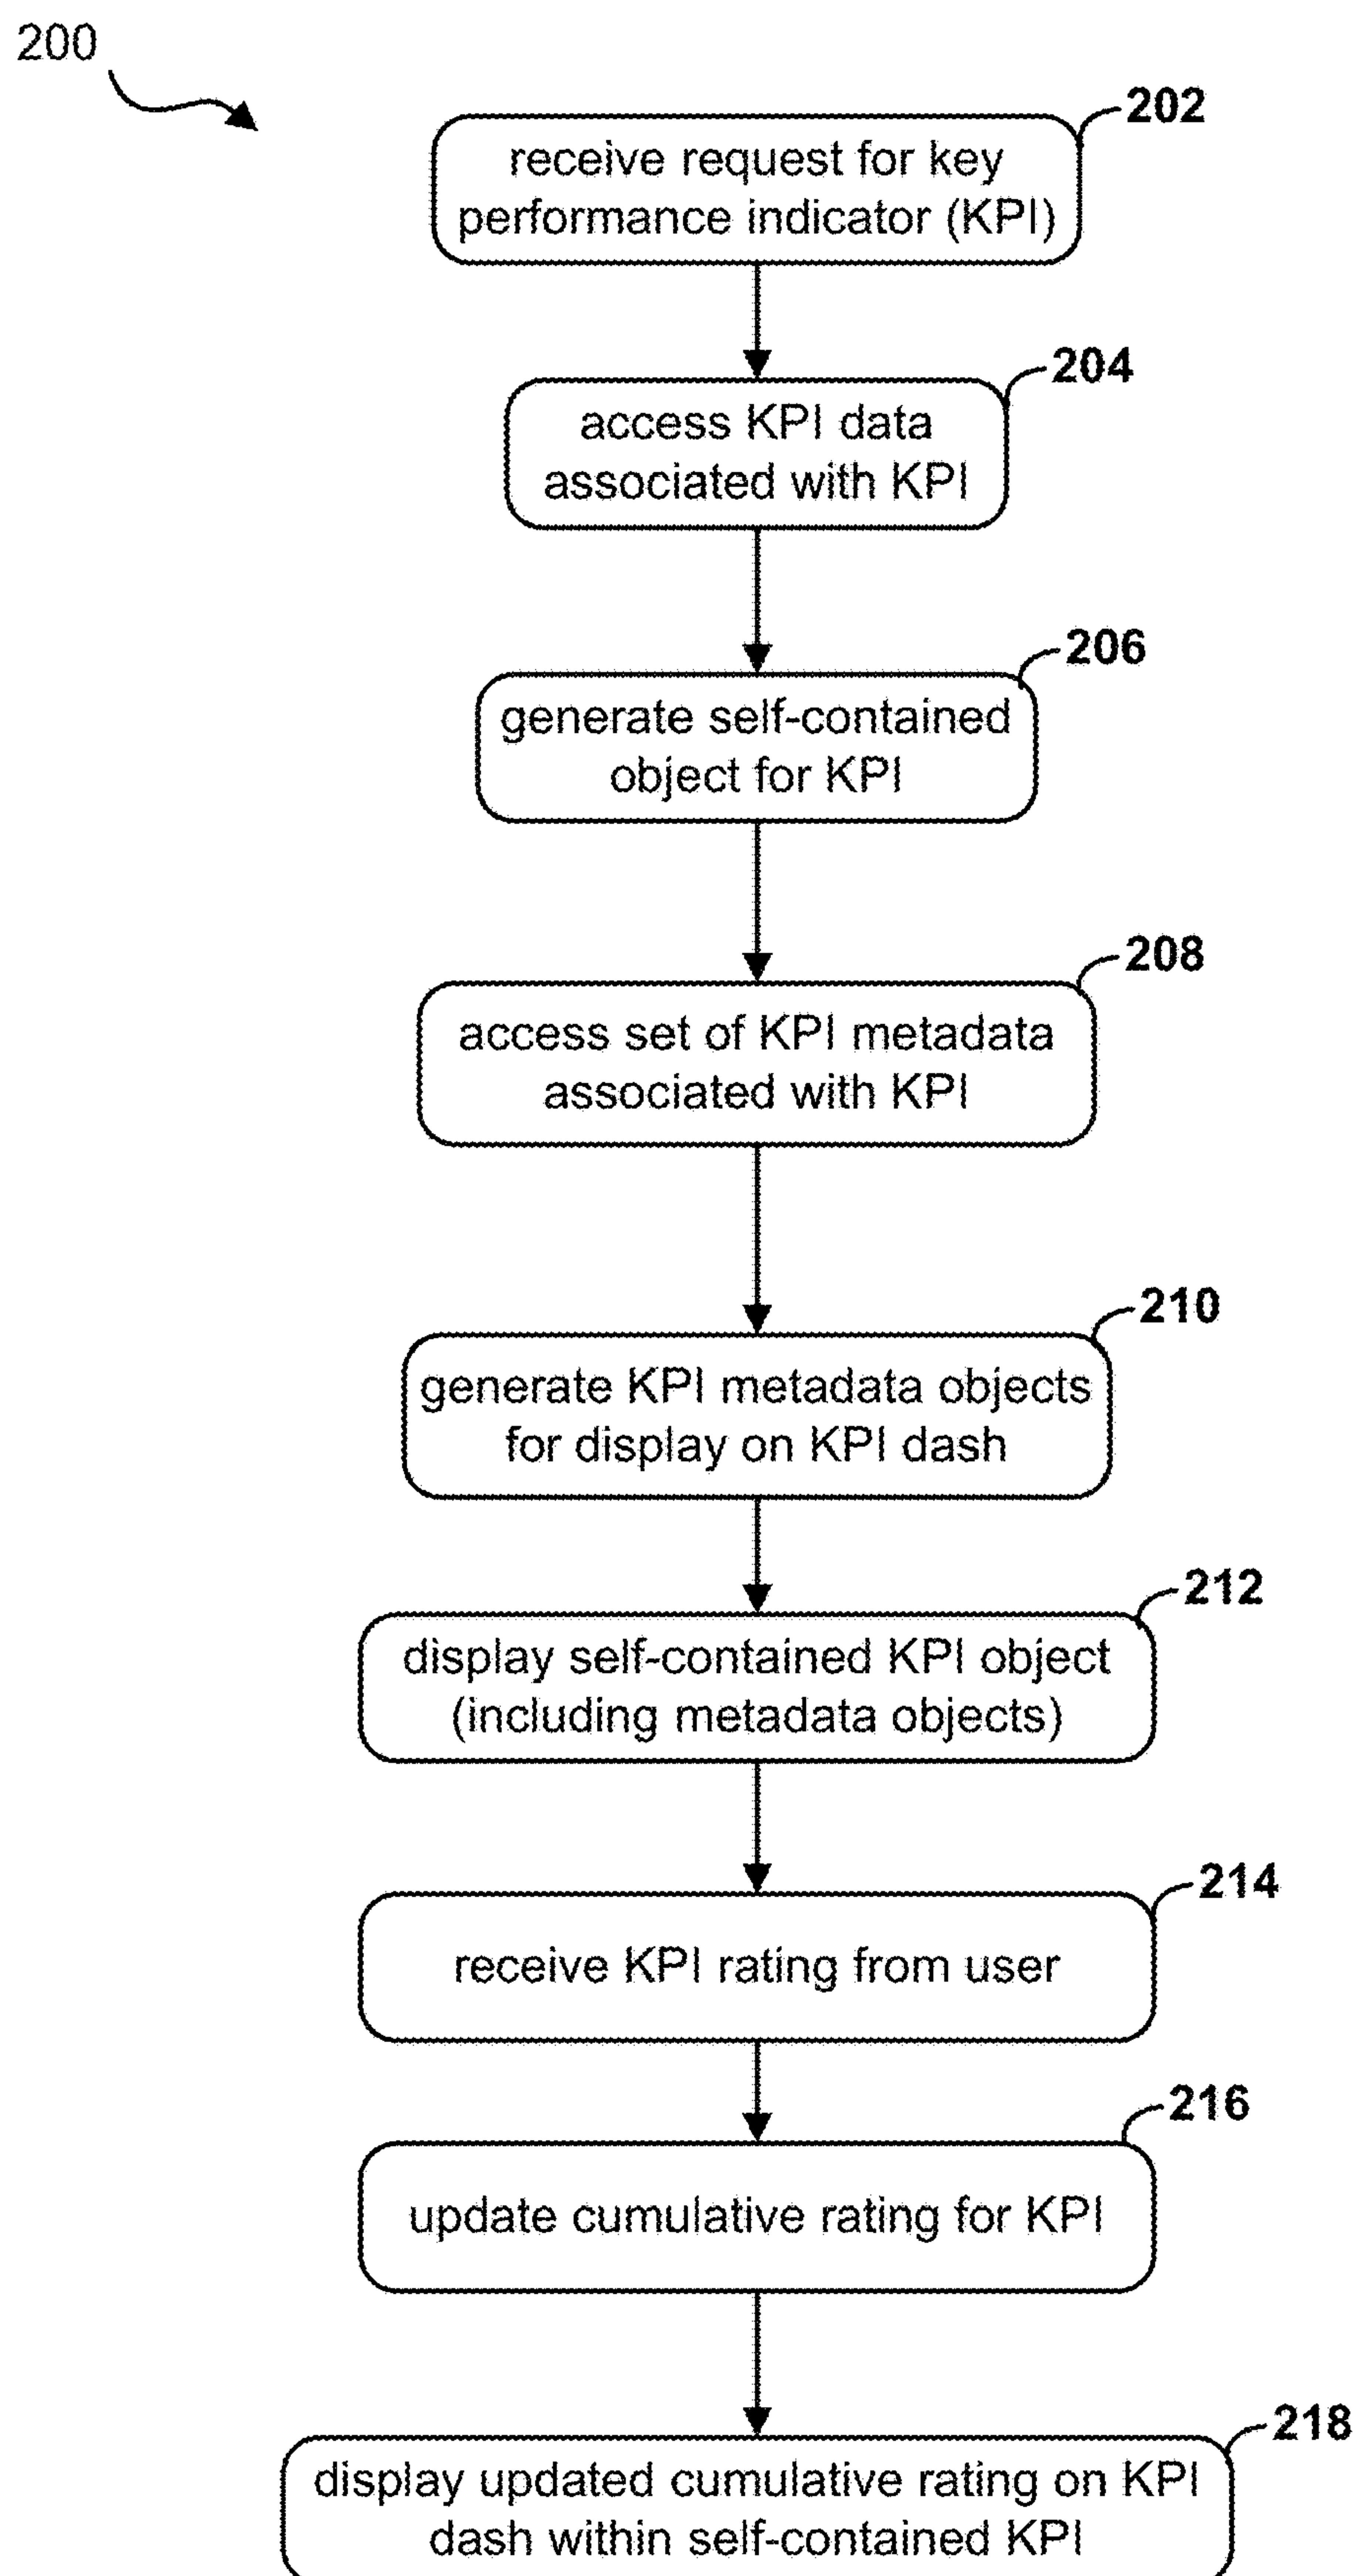 200
202
receive request for key
performance indicator (KPI)
204
access KPI data
associated with KPI
206
generate self-contained
object for KPI
208
access set of KPI metadata
associated with KPI
210
generate KPI metadata objects
for display on KPI dash
212
display self-contained KPI object
(including metadata objects)
214
receive KPI rating from user
216
update cumulative rating for KPI
218
display updated cumulative rating on KPI
dash within self-contained KPI